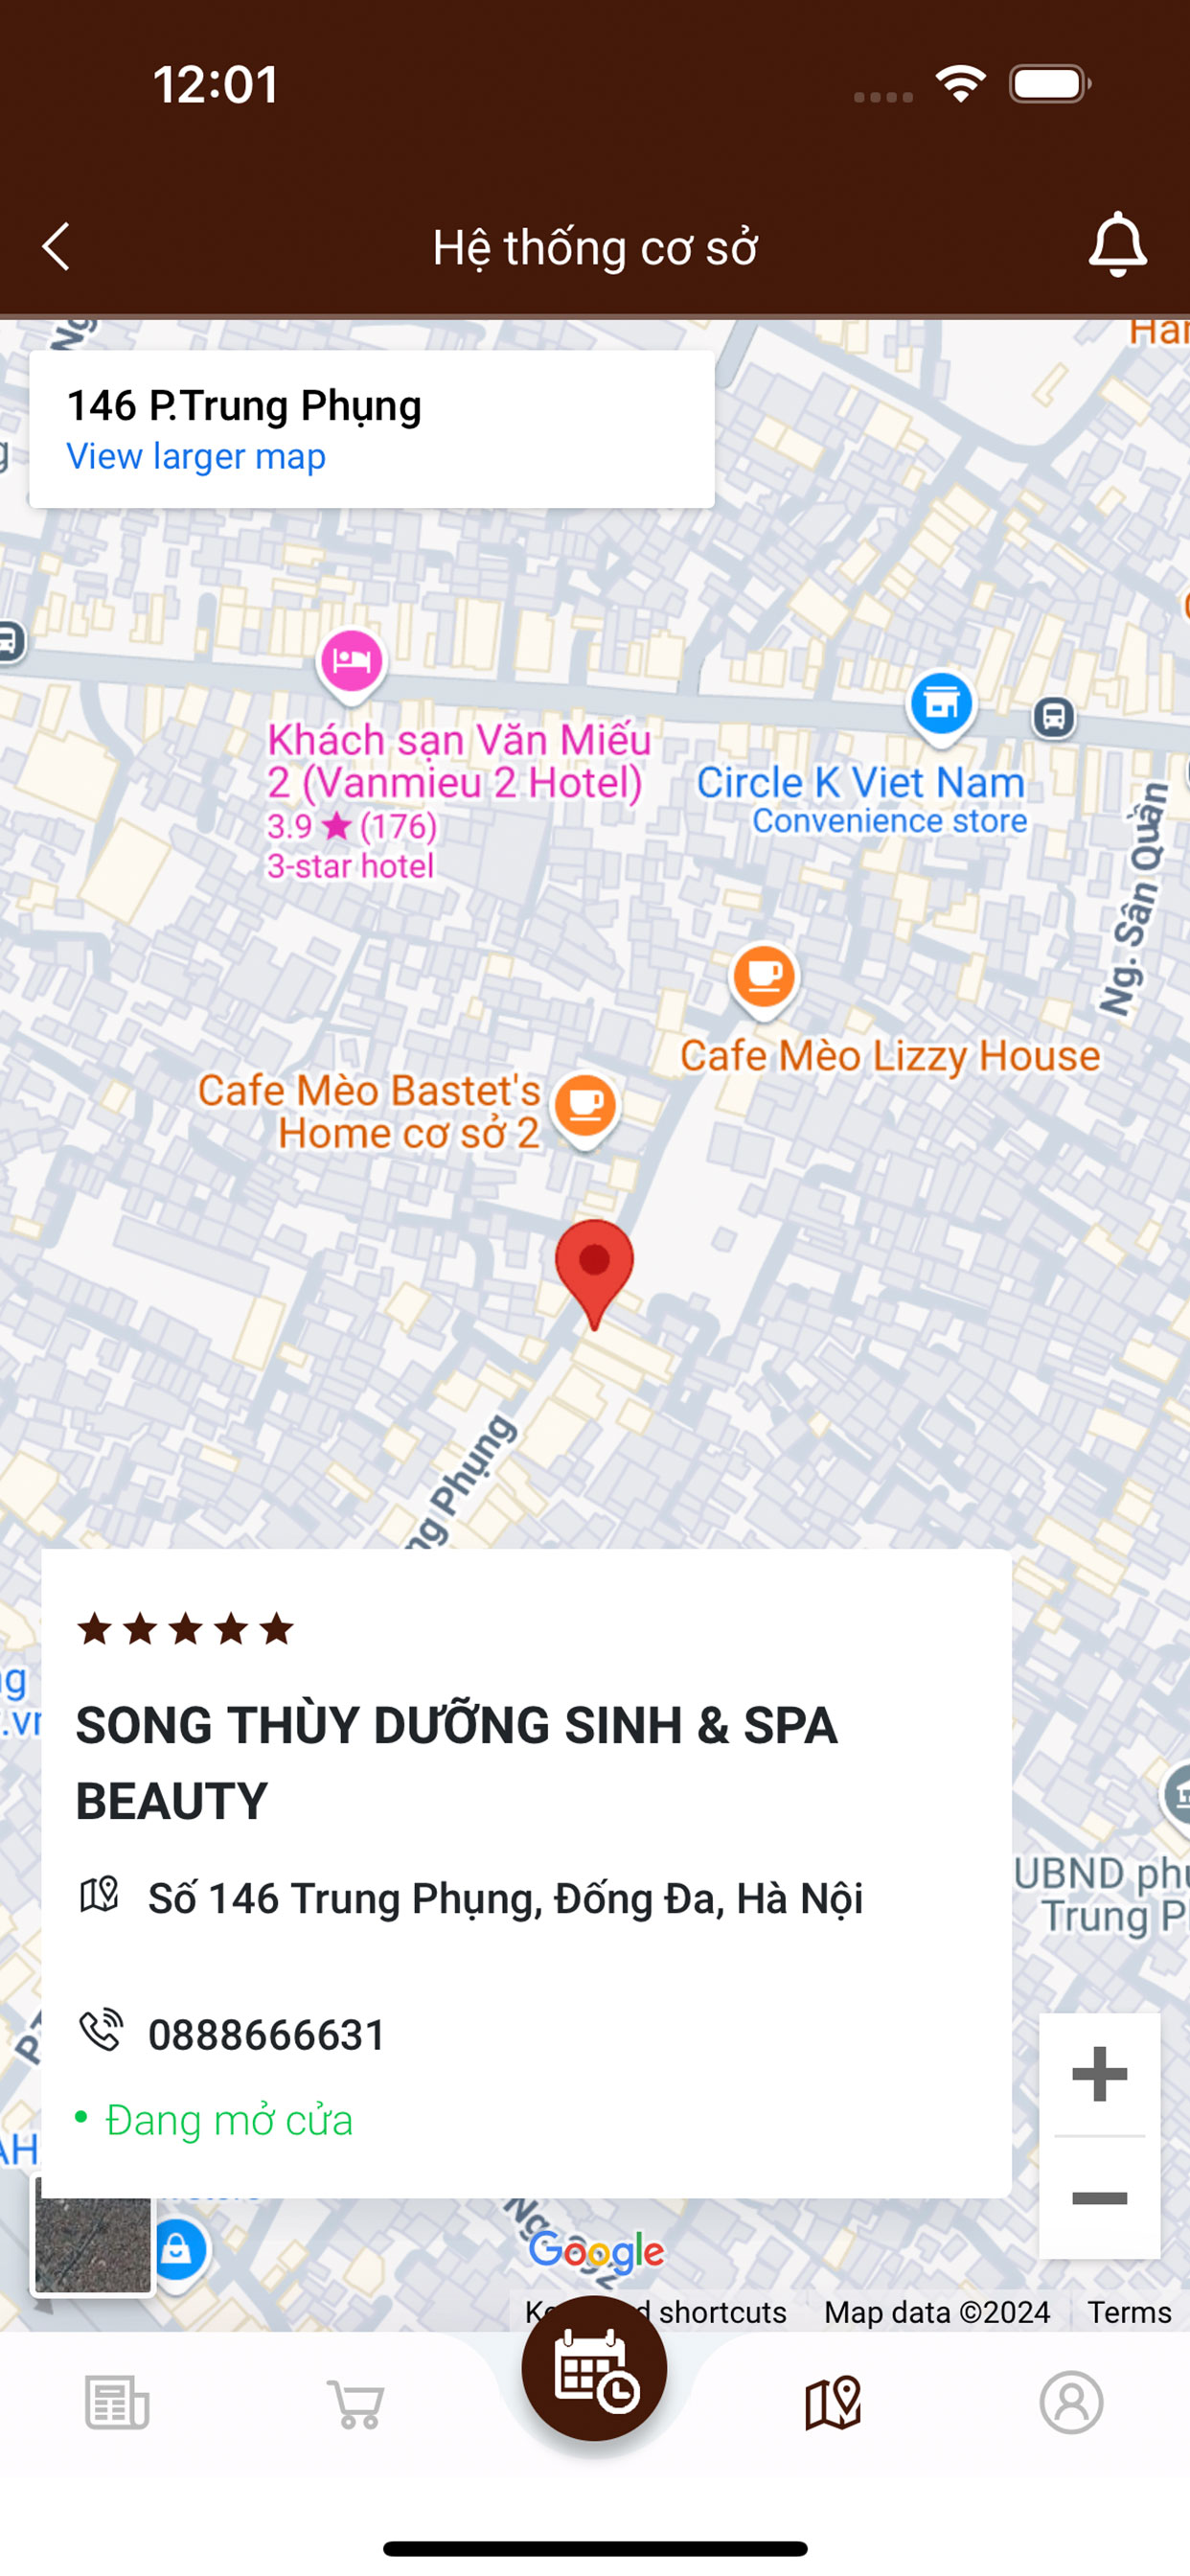 12:01
Hệ thống cơ sở
146 P.Trung Phụng
View larger map
Khách sạn Văn Miếu
2 (Vanmieu 2 Hotel)
3.9 ★ (176)
3-star hotel
Circle K Viet Nam
Convenience store
Ng. Sân Quần
Cafe Mèo Lizzy House
Cafe Mèo Bastet's
Home cơ sở 2
Phụng
★★★★★
SONG THÙY DƯỠNG SINH & SPA
BEAUTY
Số 146 Trung Phụng, Đống Đa, Hà Nội
UBND
Trung
0888666631
• Đang mở cửa
Google
shortcuts
Map data ©2024
Terms